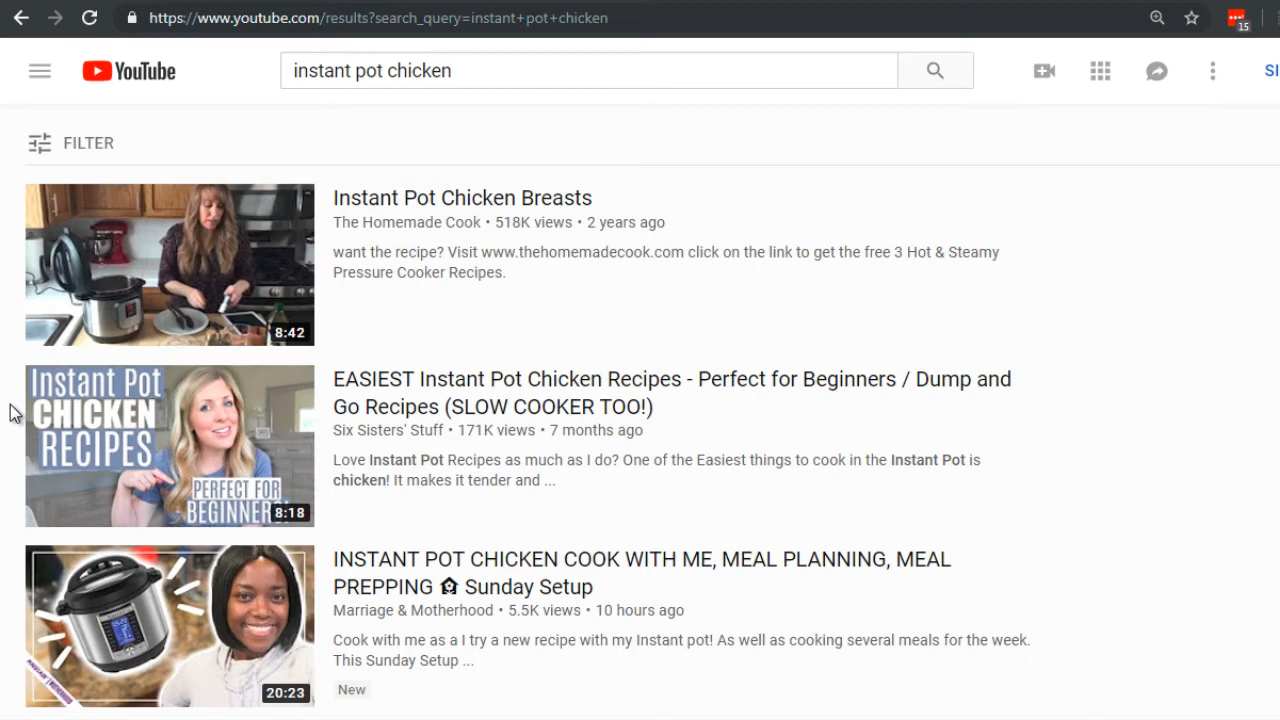 https://www.youtube.com/results?search_query=instant+pot+chicken
15
YouTube
instant pot chicken
SI
FILTER
8:42
Instant Pot Chicken Breasts
The Homemade Cook • 518K views • 2 years ago
want the recipe? Visit www.thehomemadecook.com click on the link to get the free 3 Hot & Steamy
Pressure Cooker Recipes.
Instant Pot
CHICKEN
RECIPES
PERFECT FOR
BEGINNERS!
8:18
EASIEST Instant Pot Chicken Recipes - Perfect for Beginners / Dump and
Go Recipes (SLOW COOKER TOO!)
Six Sisters' Stuff • 171K views • 7 months ago
Love Instant Pot Recipes as much as I do? One of the Easiest things to cook in the Instant Pot is
chicken! It makes it tender and ...
20:23
INSTANT POT CHICKEN COOK WITH ME, MEAL PLANNING, MEAL
PREPPING 🏠 Sunday Setup
Marriage & Motherhood • 5.5K views • 10 hours ago
Cook with me as a I try a new recipe with my Instant pot! As well as cooking several meals for the week.
This Sunday Setup ...
New